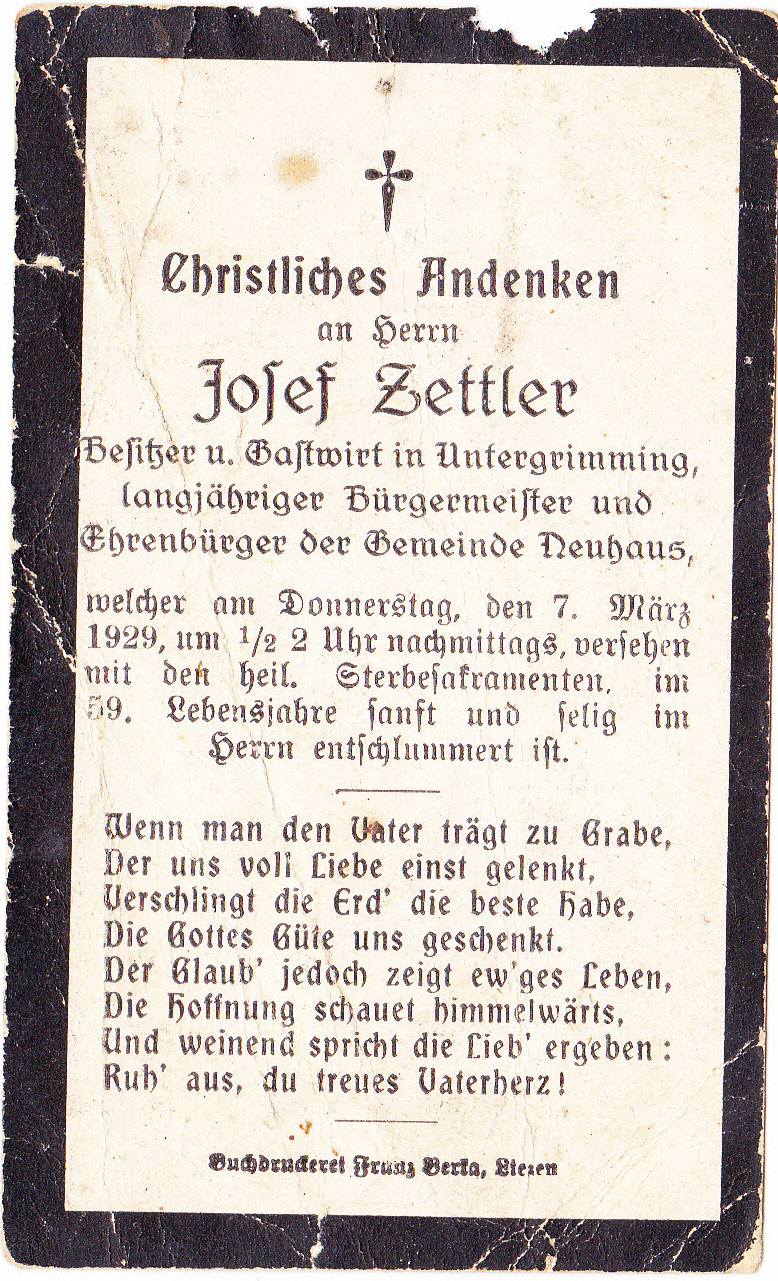 Christliches Andenken
an Herrn
Josef Zettler
Besitzer u. Gastwirt in Untergrimming,
langjähriger Bürgermeister und
Ehrenbürger der Gemeinde Neuhaus,
welcher am Donnerstag, den 7. März
1929, um 1/2 2 Uhr nachmittags, versehen
mit den heil. Sterbesakramenten, im
59. Lebensjahre sanft und selig im
Herrn entschlummert ist.
Wenn man den Vater trägt zu Grabe,
Der uns voll Liebe einst gelenkt,
Verschlingt die Erd' die beste Habe,
Die Gottes Güte uns geschenkt.
Der Glaub' jedoch zeigt ew'ges Leben,
Die Hoffnung schauet himmelwärts,
Und weinend spricht die Lieb' ergeben:
Ruh' aus, du treues Vaterherz!
Buchdruckerei Franz Berka, Liezen